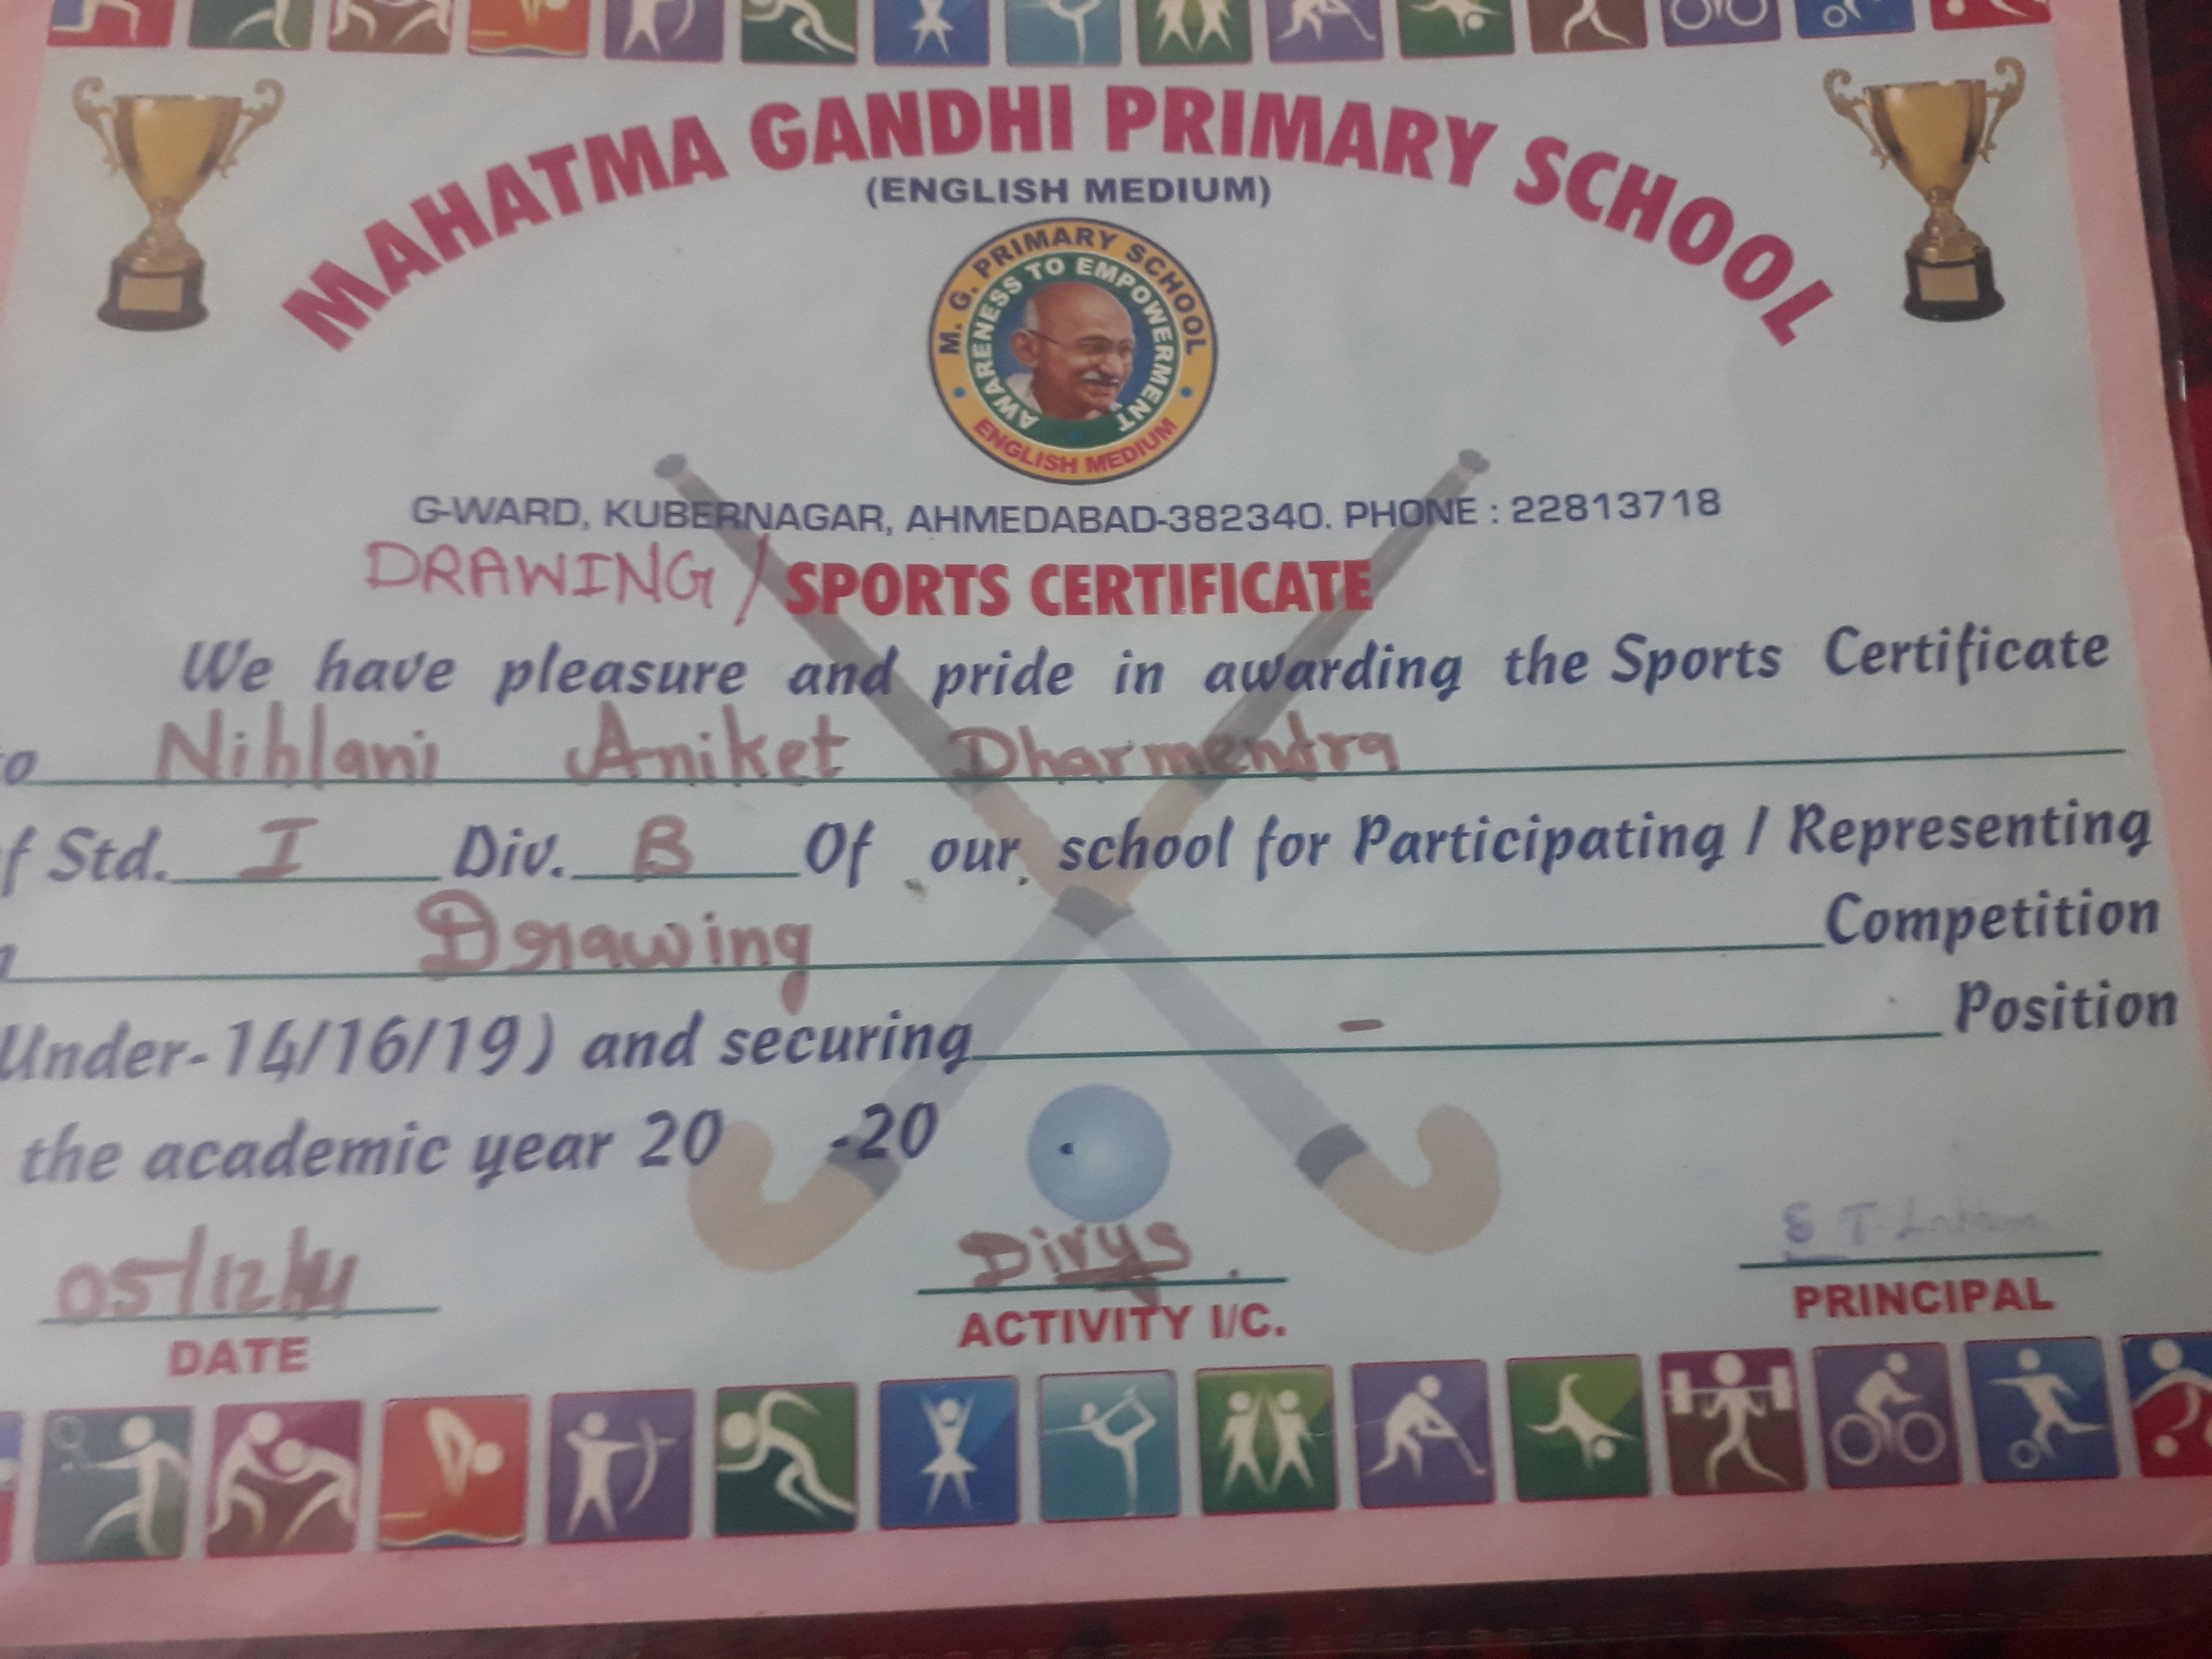 MAHATMA GANDHI PRIMARY SCHOOL
(ENGLISH MEDIUM)
M. G. PRIMARY SCHOOL
AWARENESS TO EMPOWERMENT
ENGLISH MEDIUM
G-WARD, KUBERNAGAR, AHMEDABAD-382340. PHONE : 22813718
DRAWING / SPORTS CERTIFICATE
We have pleasure and pride in awarding the Sports Certificate
to Nihlani Aniket Dharmendra
of Std. I Div. B Of our school for Participating / Representing
Drawing Competition
Under-14/16/19) and securing - Position
the academic year 20 -20
05/12/14 Divya. S T
DATE ACTIVITY I/C. PRINCIPAL